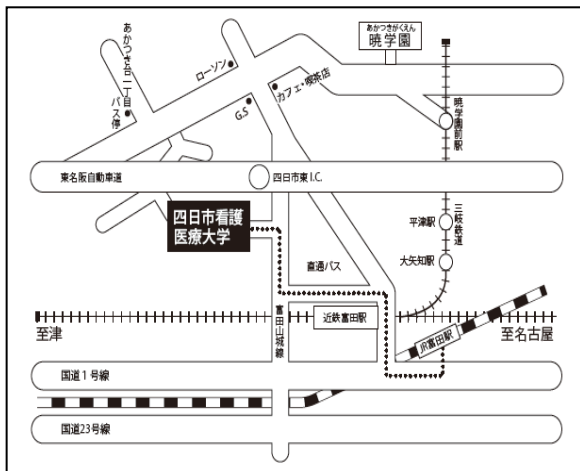 あかつきがくえん
暁学園
あかつき台一丁目
バス停
ローソン
カフェ・喫茶店
G.S
暁学園前駅
東名阪自動車道
四日市東I.C.
三岐鉄道
四日市看護
医療大学
平津駅
大矢知駅
直通バス
富田山城線
近鉄富田駅
JR富田駅
至津
至名古屋
国道1号線
国道23号線